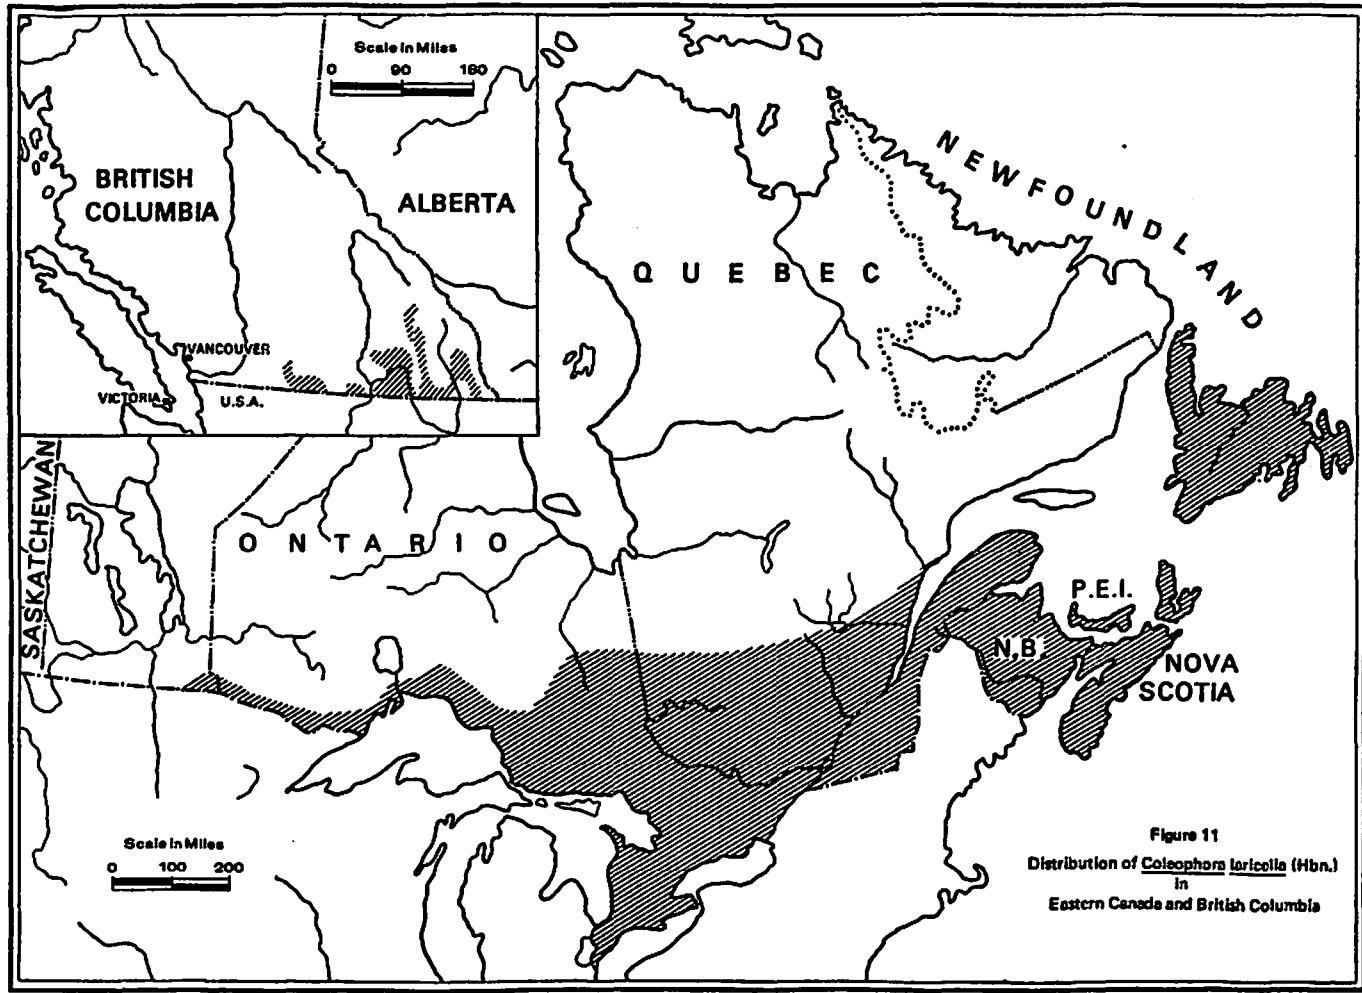 Scale in Miles
0 90 180
BRITISH
COLUMBIA
ALBERTA
VANCOUVER
VICTORIA
U.S.A.
NEWFOUNDLAND
QUEBEC
SASKATCHEWAN
ONTARIO
P.E.I.
N.B.
NOVA
SCOTIA
Scale in Miles
0 100 200
Figure 11
Distribution of Coleophora laricella (Hbn.)
in
Eastern Canada and British Columbia